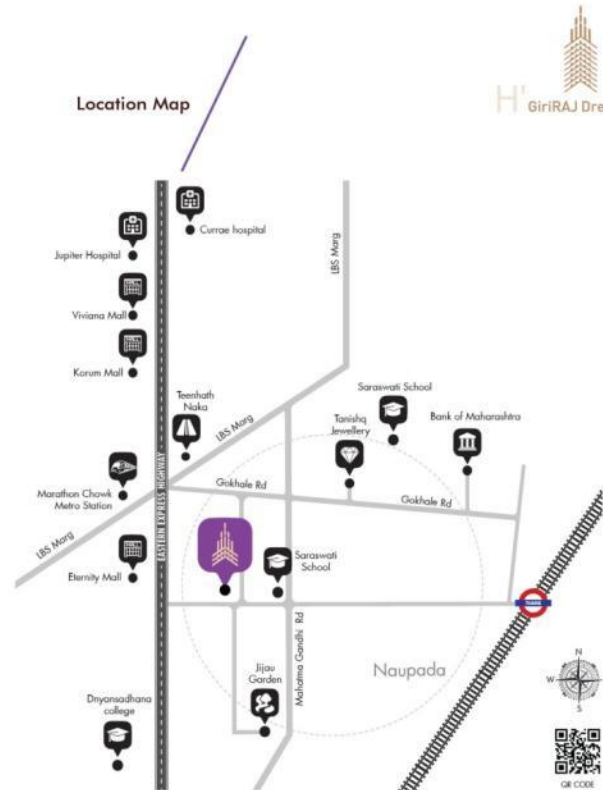 Location Map
H'
GiriRAJ Dre
Currae hospital
Jupiter Hospital
LBS Marg
Viviana Mall
Korum Mall
Teenhath
Naka
LBS Marg
Saraswati School
Tanishq
Jewellery
Bank of Maharashtra
Gokhale Rd
Gokhale Rd
Marathon Chowk
Metro Station
EASTERN EXPRESS HIGHWAY
LBS Marg
Eternity Mall
Saraswati
School
THANE
Mahatma Gandhi Rd
Naupada
Jijau
Garden
Dnyansadhana
college
N
W
E
S
QR CODE